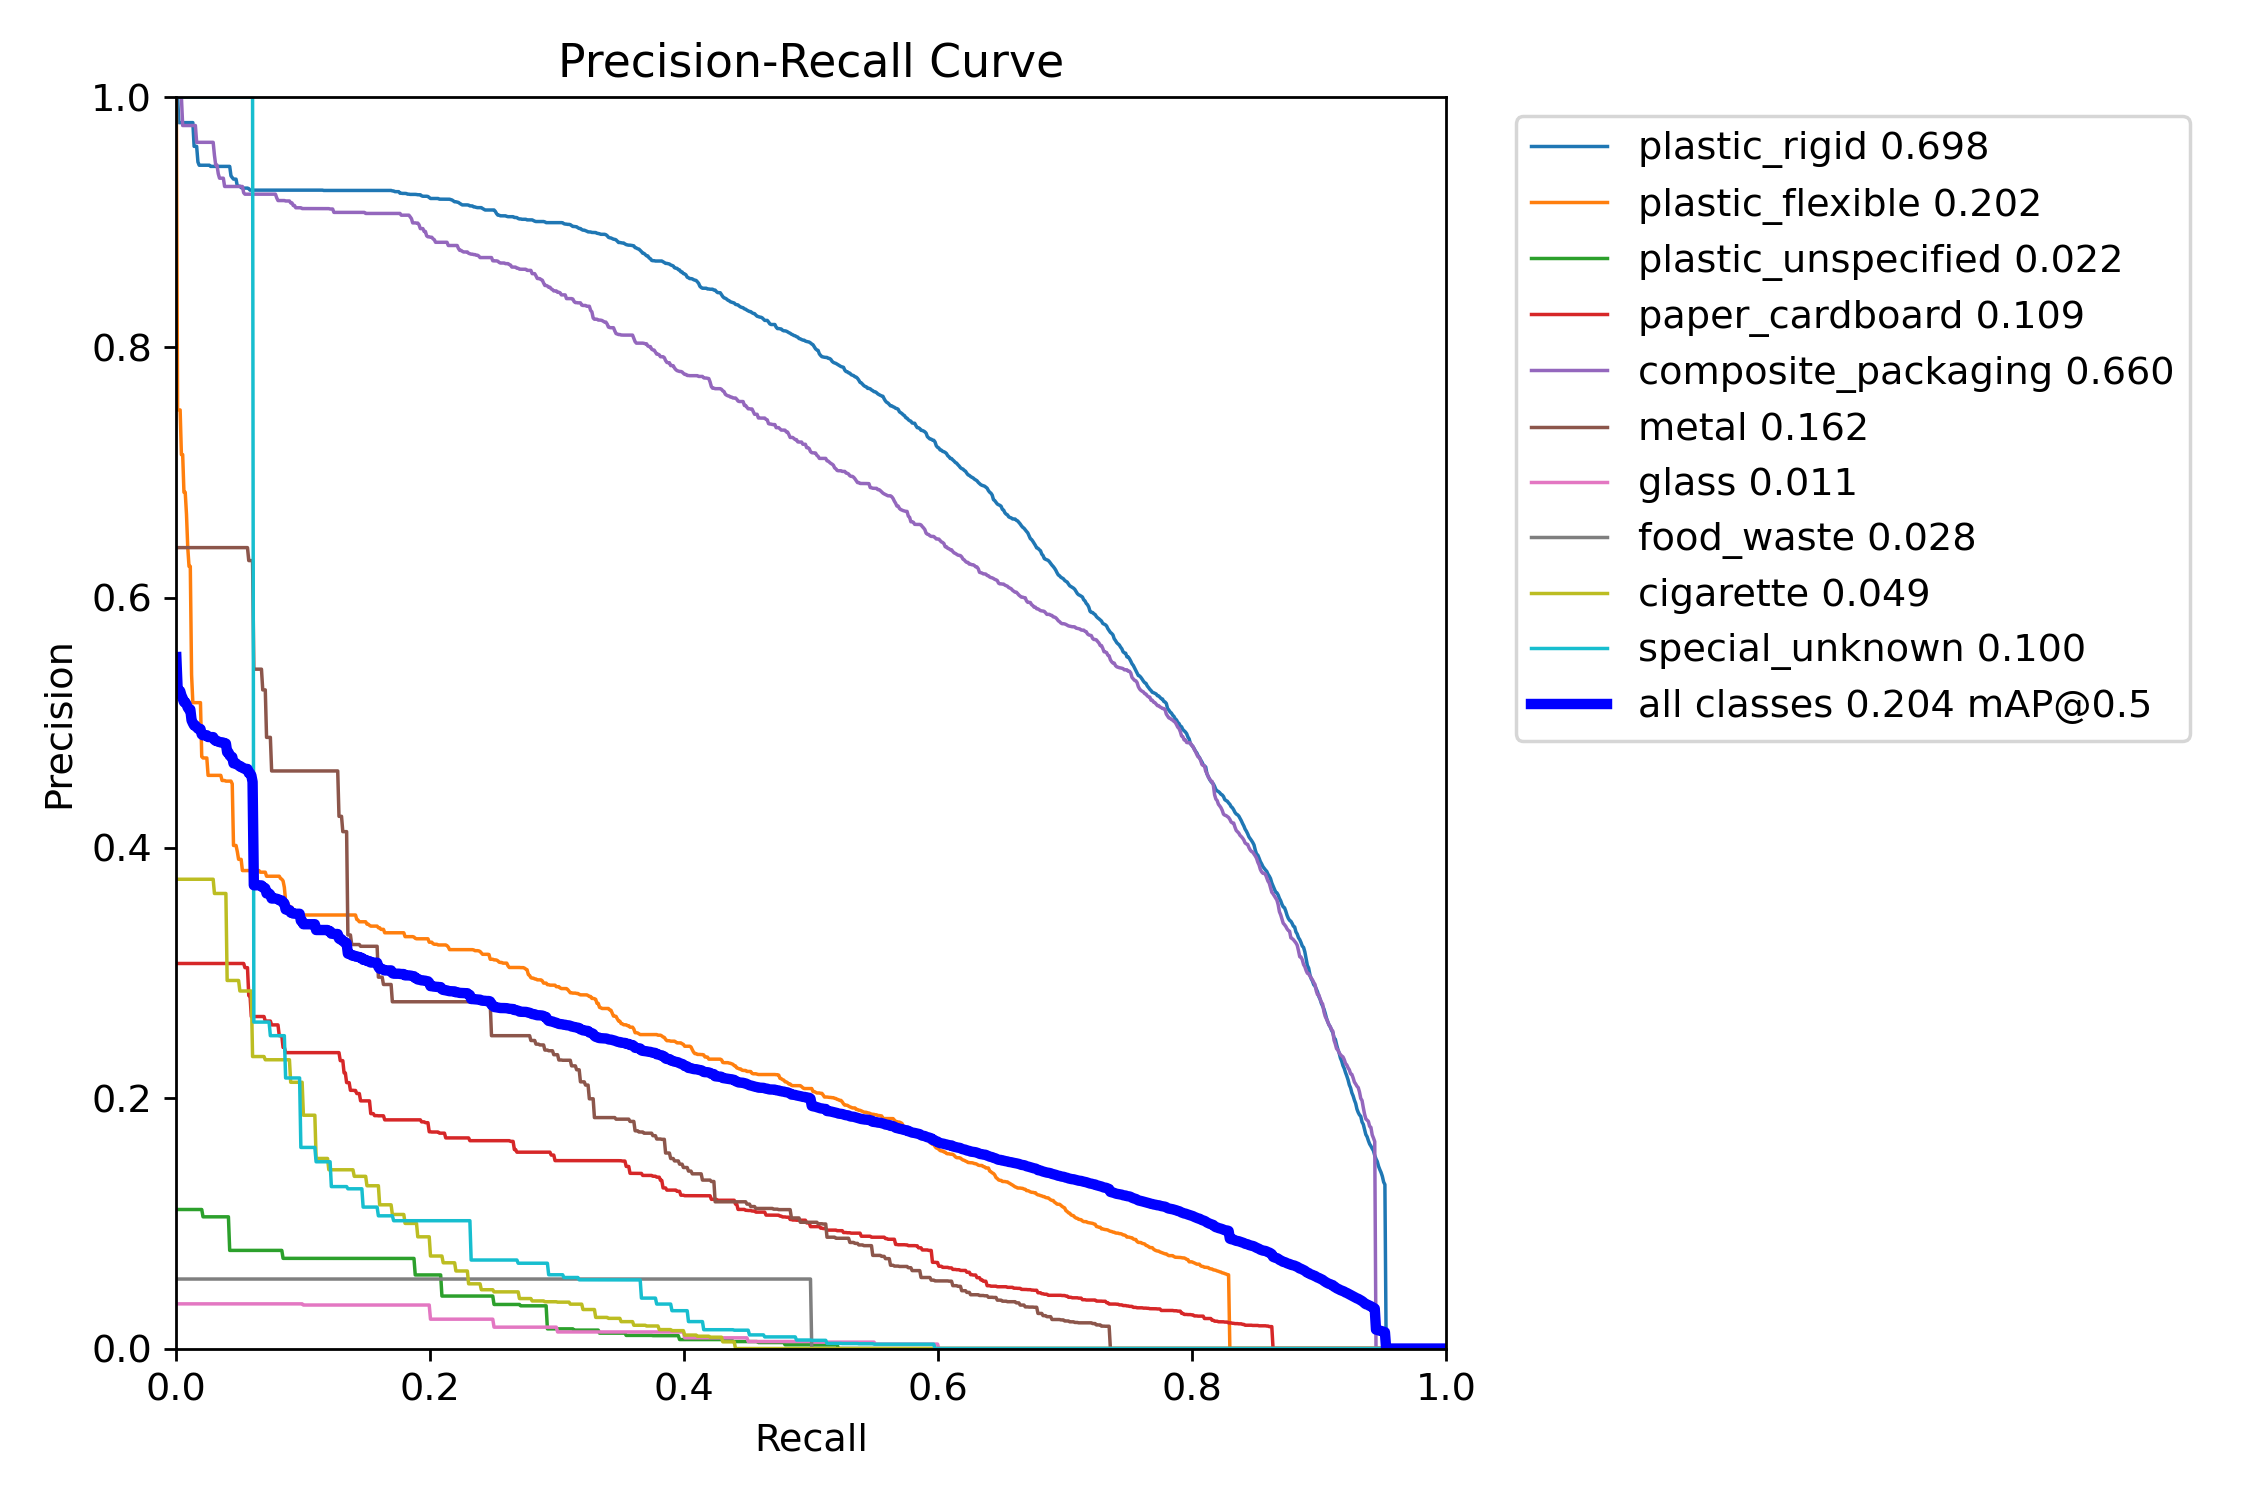 Precision-Recall Curve
1.0
0.8
0.6
0.4
0.2
0.0
Precision
0.0 0.2 0.4 0.6 0.8 1.0
Recall
plastic_rigid 0.698
plastic_flexible 0.202
plastic_unspecified 0.022
paper_cardboard 0.109
composite_packaging 0.660
metal 0.162
glass 0.011
food_waste 0.028
cigarette 0.049
special_unknown 0.100
all classes 0.204 mAP@0.5